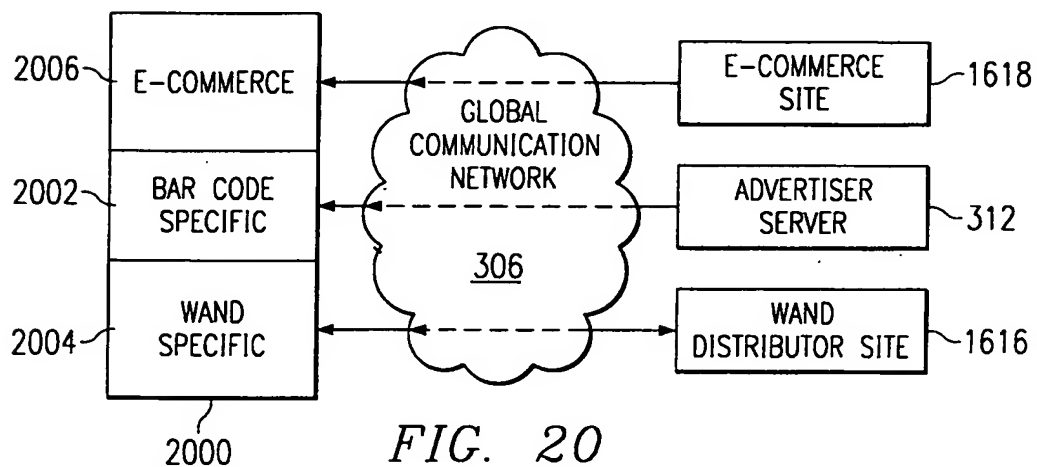 2006
E-COMMERCE
E-COMMERCE
SITE
1618
GLOBAL
COMMUNICATION
NETWORK
2002
BAR CODE
SPECIFIC
ADVERTISER
SERVER
312
306
2004
WAND
SPECIFIC
WAND
DISTRIBUTOR SITE
1616
2000
FIG. 20